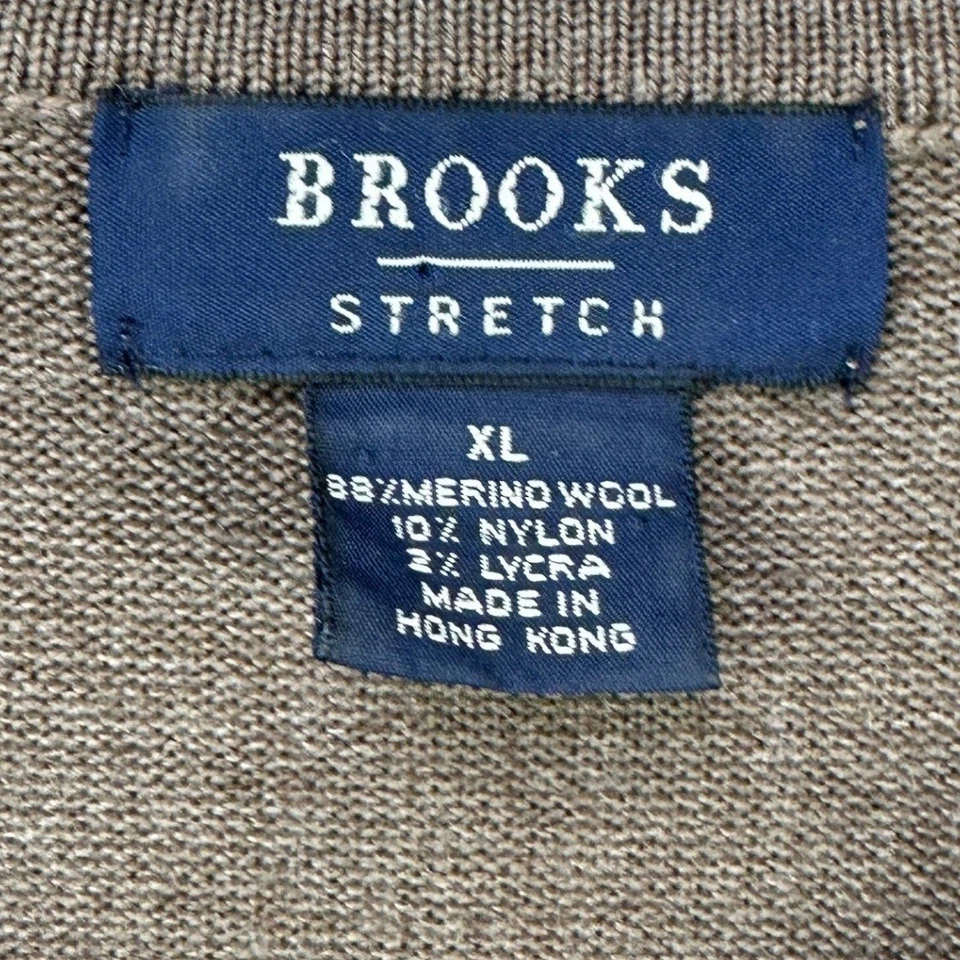 BROOKS
STRETCH
XL
88%MERINO WOOL
10% NYLON
2% LYCRA
MADE IN
HONG KONG